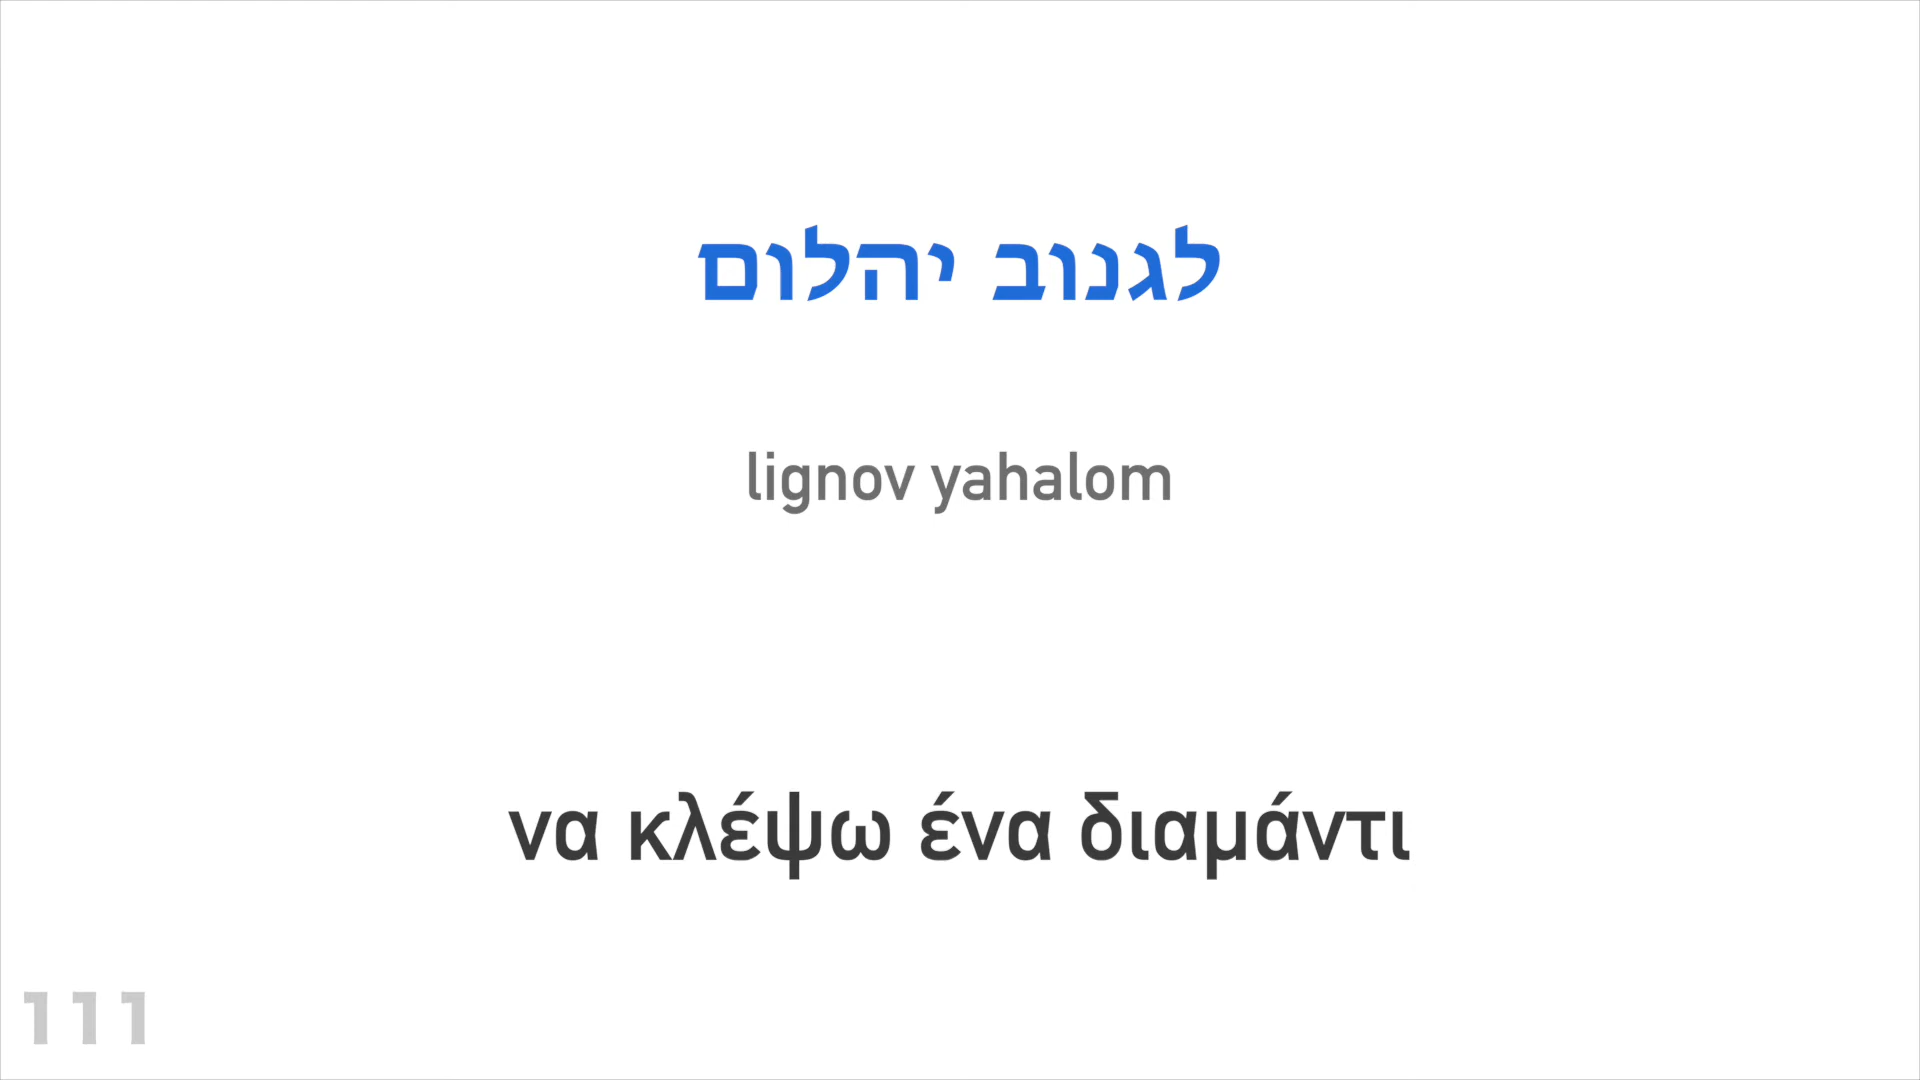 לגנוב יהלום
lignov yahalom
να κλέψω ένα διαμάντι
111